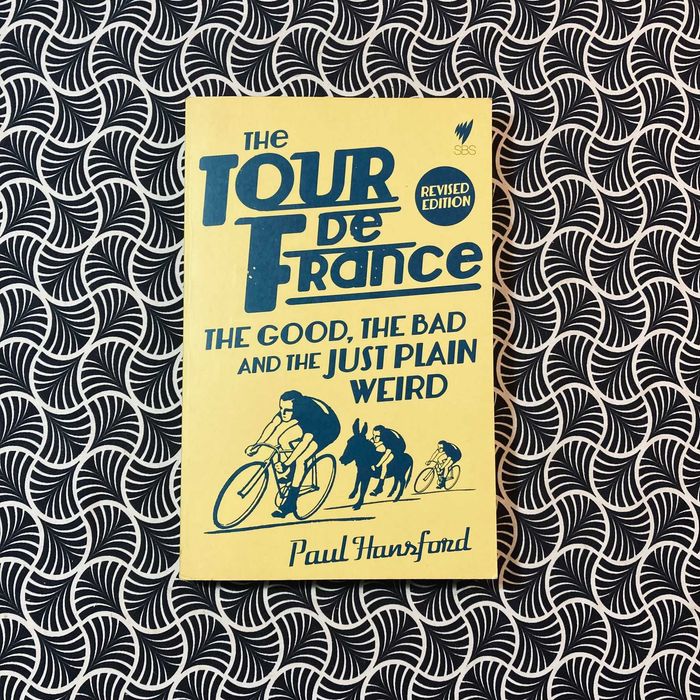 THE
TOUR
DE
FRANCE
REVISED
EDITION
SBS
THE GOOD, THE BAD
AND THE JUST PLAIN
WEIRD
Paul Hansford